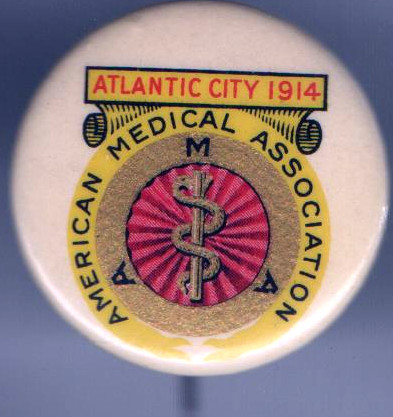 ATLANTIC CITY 1914
AMERICAN MEDICAL ASSOCIATION
A M A